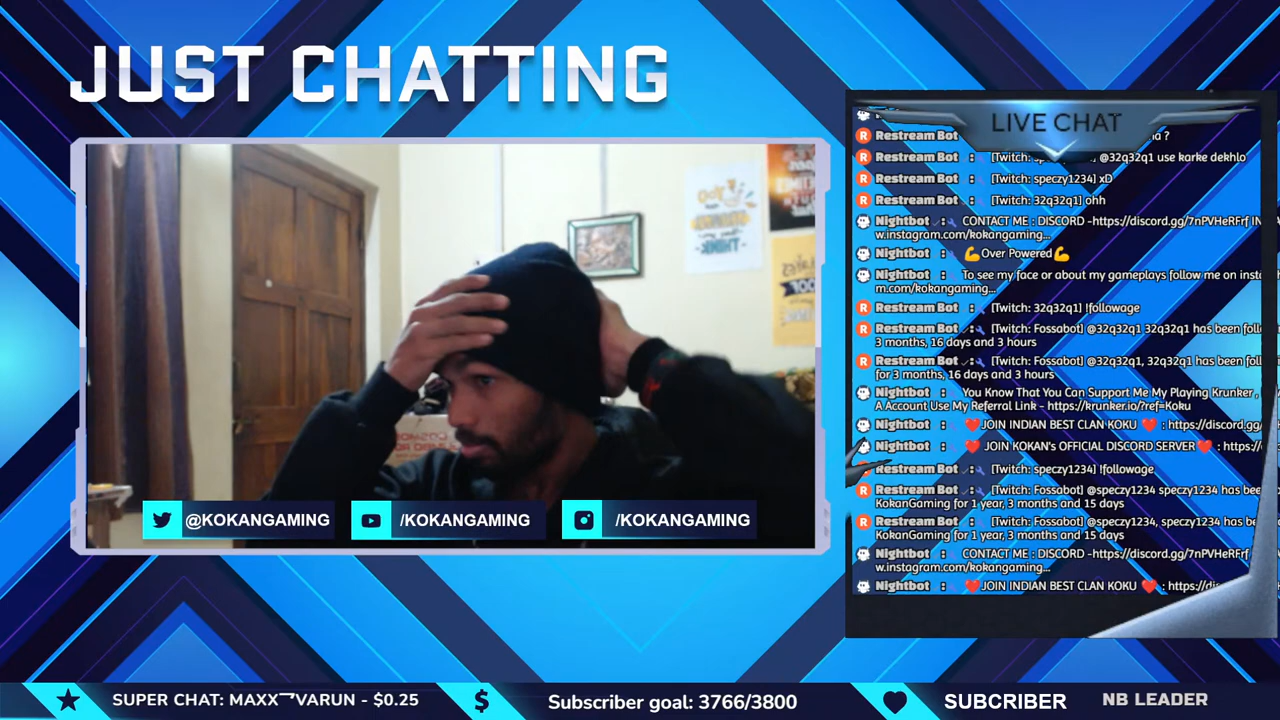 JUST CHATTING
LIVE CHAT
Restream Bot
Restream Bot : [Twitch: @32q32q1 use karke dekhlo
Restream Bot : [Twitch: speczy1234] xD
Restream Bot : [Twitch: 32q32q1] ohh
Nightbot : CONTACT ME : DISCORD -https://discord.gg/7nPVHeRFrf
w.instagram.com/kokangaming...
Nightbot : 💪Over Powered💪
Nightbot : To see my face or about my gameplays follow me on insta
m.com/kokangaming...
Restream Bot : [Twitch: 32q32q1] !followage
Restream Bot : [Twitch: Fossabot] @32q32q1 32q32q1 has been foll
3 months, 16 days and 3 hours
Restream Bot : [Twitch: Fossabot] @32q32q1, 32q32q1 has been foll
for 3 months, 16 days and 3 hours
Nightbot : You Know That You Can Support Me My Playing Krunker ,
A Account Use My Referral Link - https://krunker.io/?ref=Koku
Nightbot : ❤️JOIN INDIAN BEST CLAN KOKU ❤️ : https://discord.gg/
Nightbot : ❤️ JOIN KOKAN's OFFICIAL DISCORD SERVER❤️ : https:/
Restream Bot : [Twitch: speczy1234] !followage
Restream Bot : [Twitch: Fossabot] @speczy1234 speczy1234 has bee
KokanGaming for 1 year, 3 months and 15 days
Restream Bot : [Twitch: Fossabot] @speczy1234, speczy1234 has be
KokanGaming for 1 year, 3 months and 15 days
Nightbot : CONTACT ME : DISCORD -https://discord.gg/7nPVHeRFrf
w.instagram.com/kokangaming...
Nightbot : ❤️JOIN INDIAN BEST CLAN KOKU ❤️ : https://di
THINK
@KOKANGAMING
/KOKANGAMING
/KOKANGAMING
SUPER CHAT: MAXX VARUN - $0.25
Subscriber goal: 3766/3800
SUBCRIBER
NB LEADER